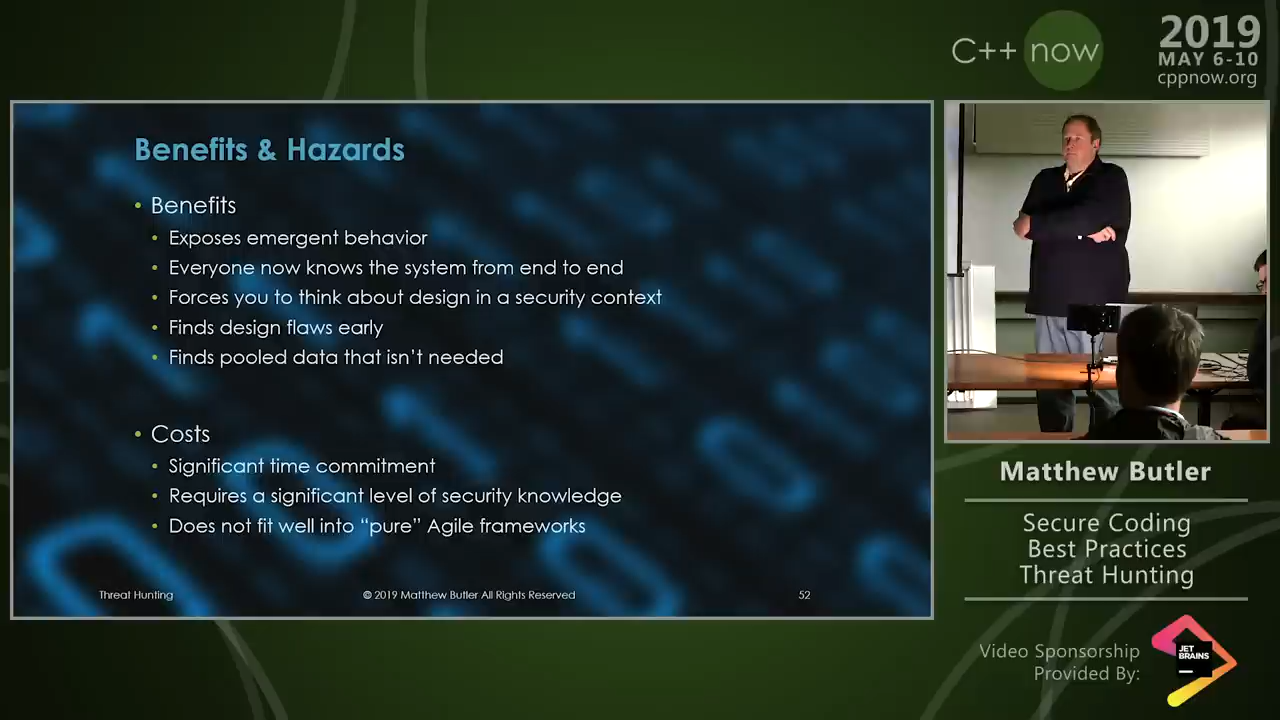 C++ now
2019
MAY 6-10
cppnow.org
Benefits & Hazards
• Benefits
• Exposes emergent behavior
• Everyone now knows the system from end to end
• Forces you to think about design in a security context
• Finds design flaws early
• Finds pooled data that isn't needed
• Costs
• Significant time commitment
• Requires a significant level of security knowledge
• Does not fit well into “pure” Agile frameworks
Threat Hunting
© 2019 Matthew Butler All Rights Reserved
52
Matthew Butler
Secure Coding
Best Practices
Threat Hunting
Video Sponsorship
Provided By:
JET
BRAINS